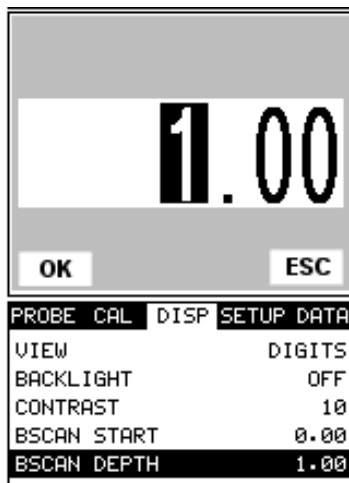 1.00
OK ESC
PROBE CAL DISP SETUP DATA
VIEW DIGITS
BACKLIGHT OFF
CONTRAST 10
BSCAN START 0.00
BSCAN DEPTH 1.00